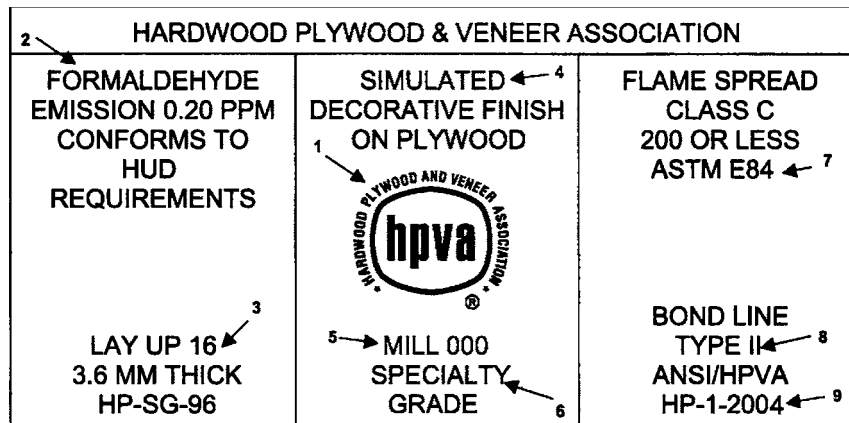 HARDWOOD PLYWOOD & VENEER ASSOCIATION
2
FORMALDEHYDE
EMISSION 0.20 PPM
CONFORMS TO
HUD
REQUIREMENTS
3
LAY UP 16
3.6 MM THICK
HP-SG-96
SIMULATED 4
DECORATIVE FINISH
ON PLYWOOD
1
HARDWOOD PLYWOOD AND VENEER ASSOCIATION
hpva
®
5 MILL 000
SPECIALTY
GRADE 6
FLAME SPREAD
CLASS C
200 OR LESS
ASTM E84 7
BOND LINE
TYPE II 8
ANSI/HPVA
HP-1-2004 9